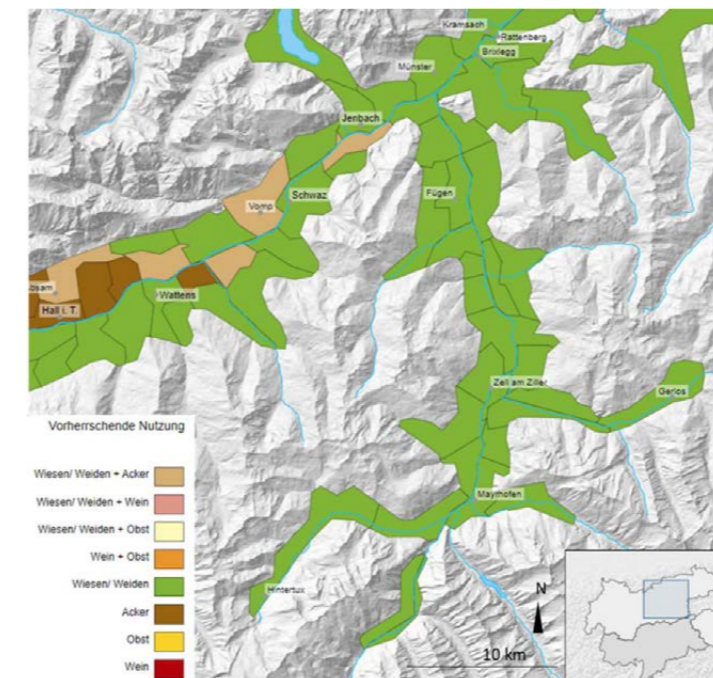 Kramsach
Rattenberg
Brixlegg
Münster
Jenbach
Schwaz
Fügen
Vomp
Absam
Wattens
Hall i. T.
Zell am Ziller
Gerlos
Mayrhofen
Hintertux
Vorherrschende Nutzung
Wiesen/ Weiden + Acker
Wiesen/ Weiden + Wein
Wiesen/ Weiden + Obst
Wein + Obst
Wiesen/ Weiden
Acker
Obst
Wein
N
10 km